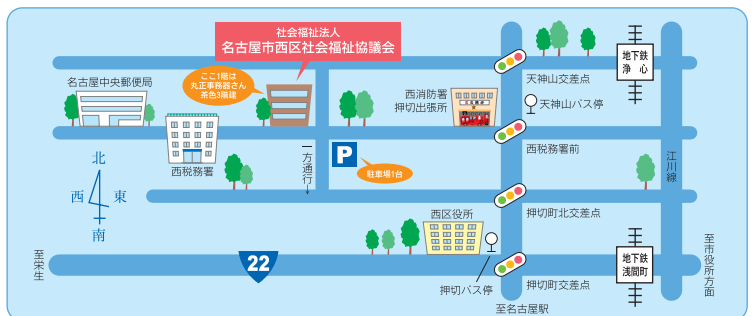 社会福祉法人
名古屋市西区社会福祉協議会
ここ1階は
丸正事務器さん
茶色3階建
名古屋中央郵便局
西税務署
西消防署
押切出張所
天神山交差点
地下鉄
浄心
天神山バス停
西税務署前
江川線
一方通行
P
駐車場1台
北
西
東
南
押切町北交差点
西区役所
22
至栄生
押切バス停
押切町交差点
地下鉄
浅間町
至市役所方面
至名古屋駅